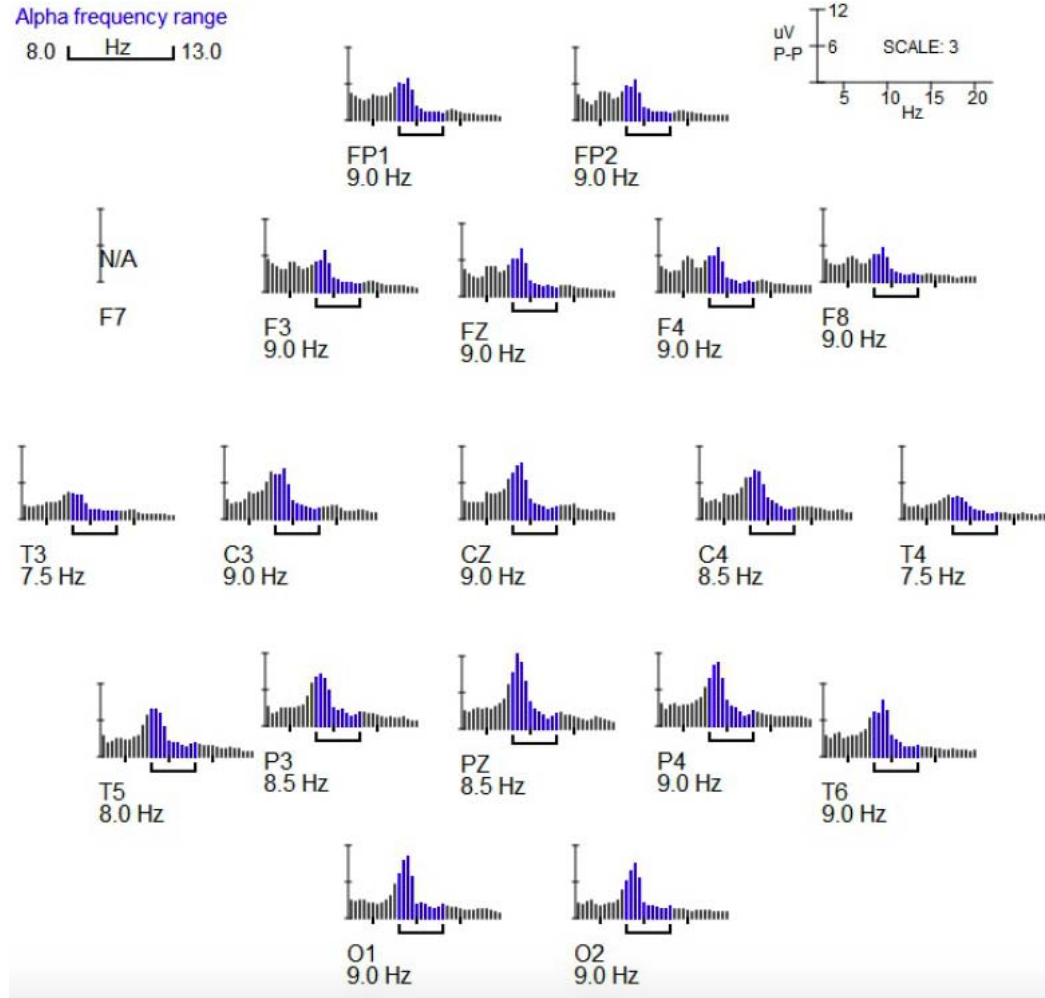 Alpha frequency range
8.0 Hz 13.0
12
uV
P-P
6
SCALE: 3
5 10 15 20
Hz
FP1
9.0 Hz
FP2
9.0 Hz
N/A
F7
F3
9.0 Hz
FZ
9.0 Hz
F4
9.0 Hz
F8
9.0 Hz
T3
7.5 Hz
C3
9.0 Hz
CZ
9.0 Hz
C4
8.5 Hz
T4
7.5 Hz
T5
8.0 Hz
P3
8.5 Hz
PZ
8.5 Hz
P4
9.0 Hz
T6
9.0 Hz
O1
9.0 Hz
O2
9.0 Hz